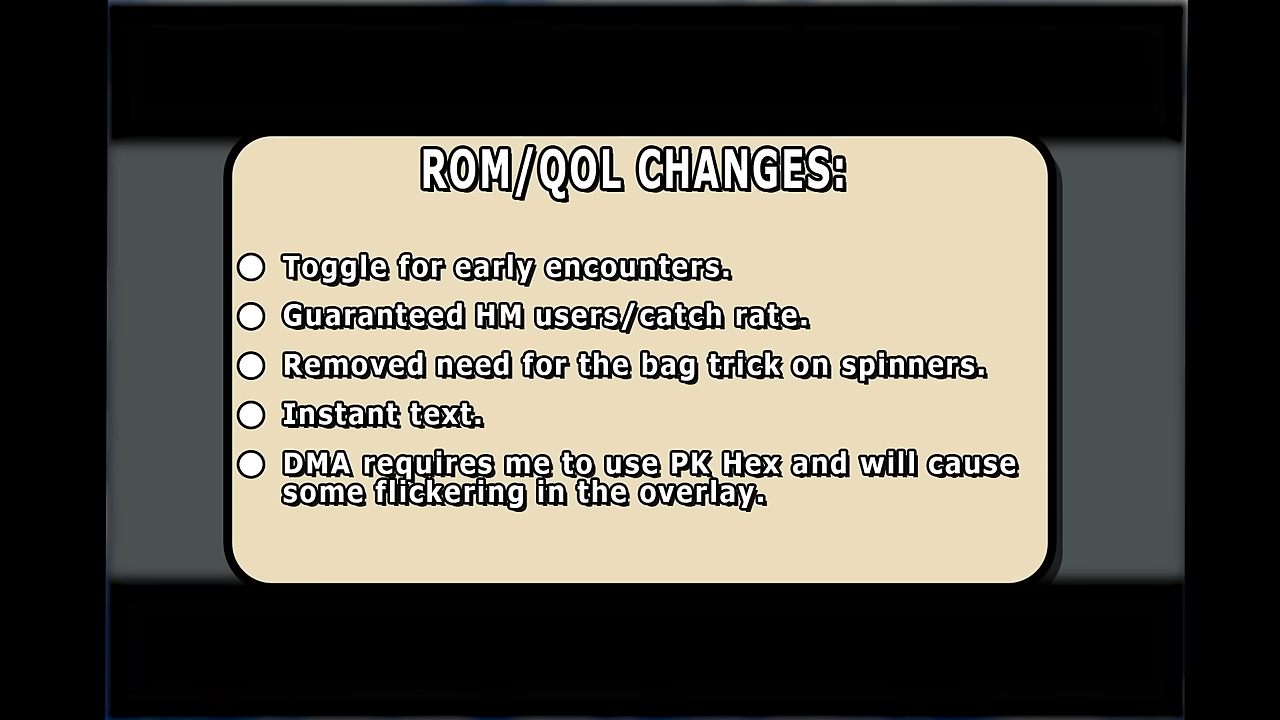 ROM/QOL CHANGES:
Toggle for early encounters.
Guaranteed HM users/catch rate.
Removed need for the bag trick on spinners.
Instant text.
DMA requires me to use PK Hex and will cause
some flickering in the overlay.